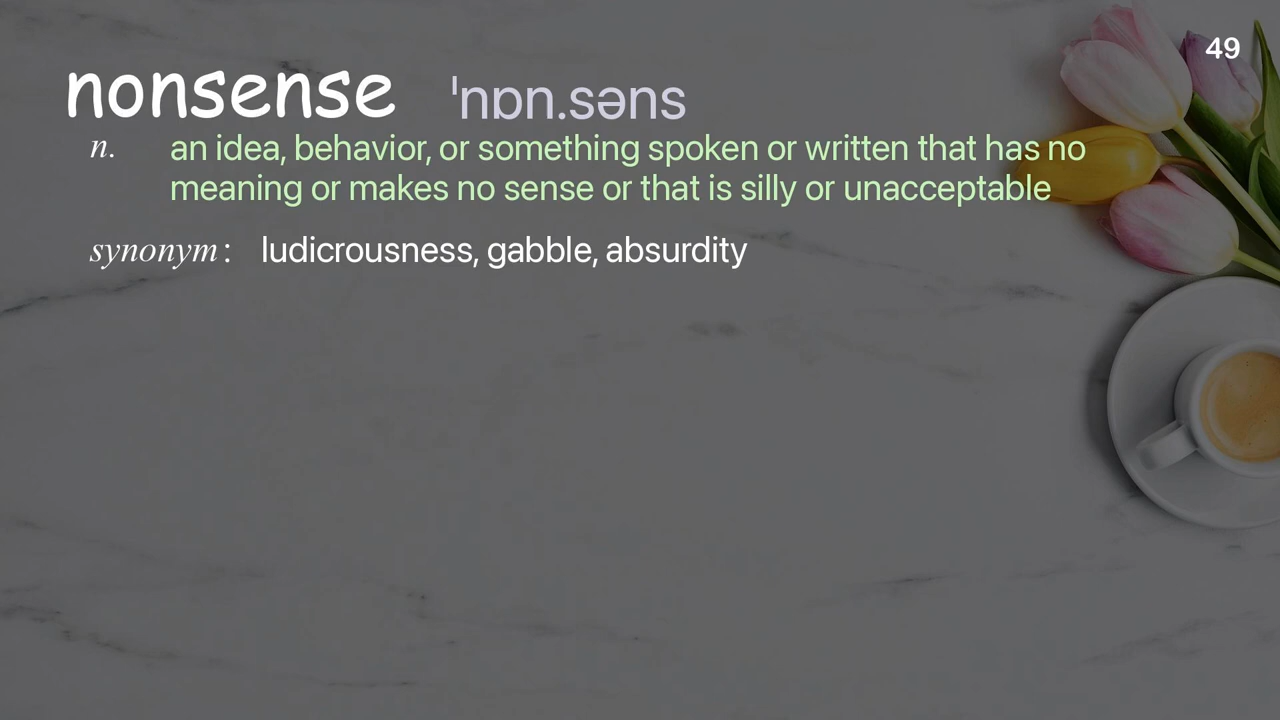 49
nonsense ˈnɒn.səns
n. an idea, behavior, or something spoken or written that has no
meaning or makes no sense or that is silly or unacceptable
synonym : ludicrousness, gabble, absurdity